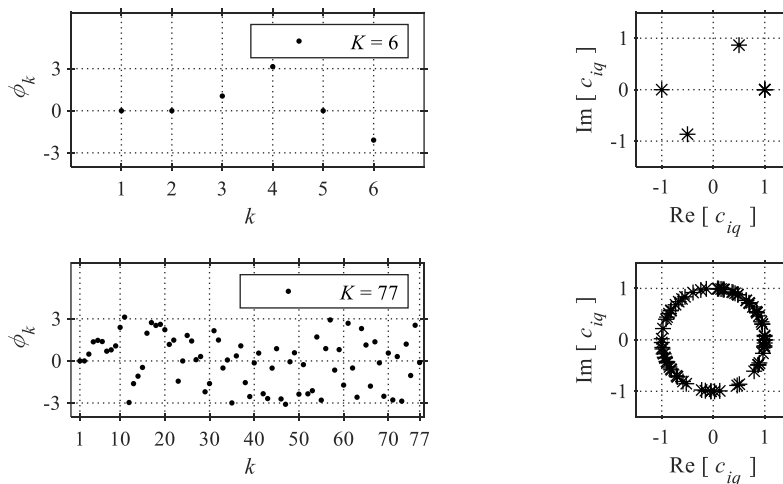 K = 6
3
0
-3
ϕk
1 2 3 4 5 6
k
1
0
-1
Im [ ciq ]
-1 0 1
Re [ ciq ]
K = 77
3
0
-3
ϕk
1 10 20 30 40 50 60 70 77
k
1
0
-1
Im [ ciq ]
-1 0 1
Re [ ciq ]